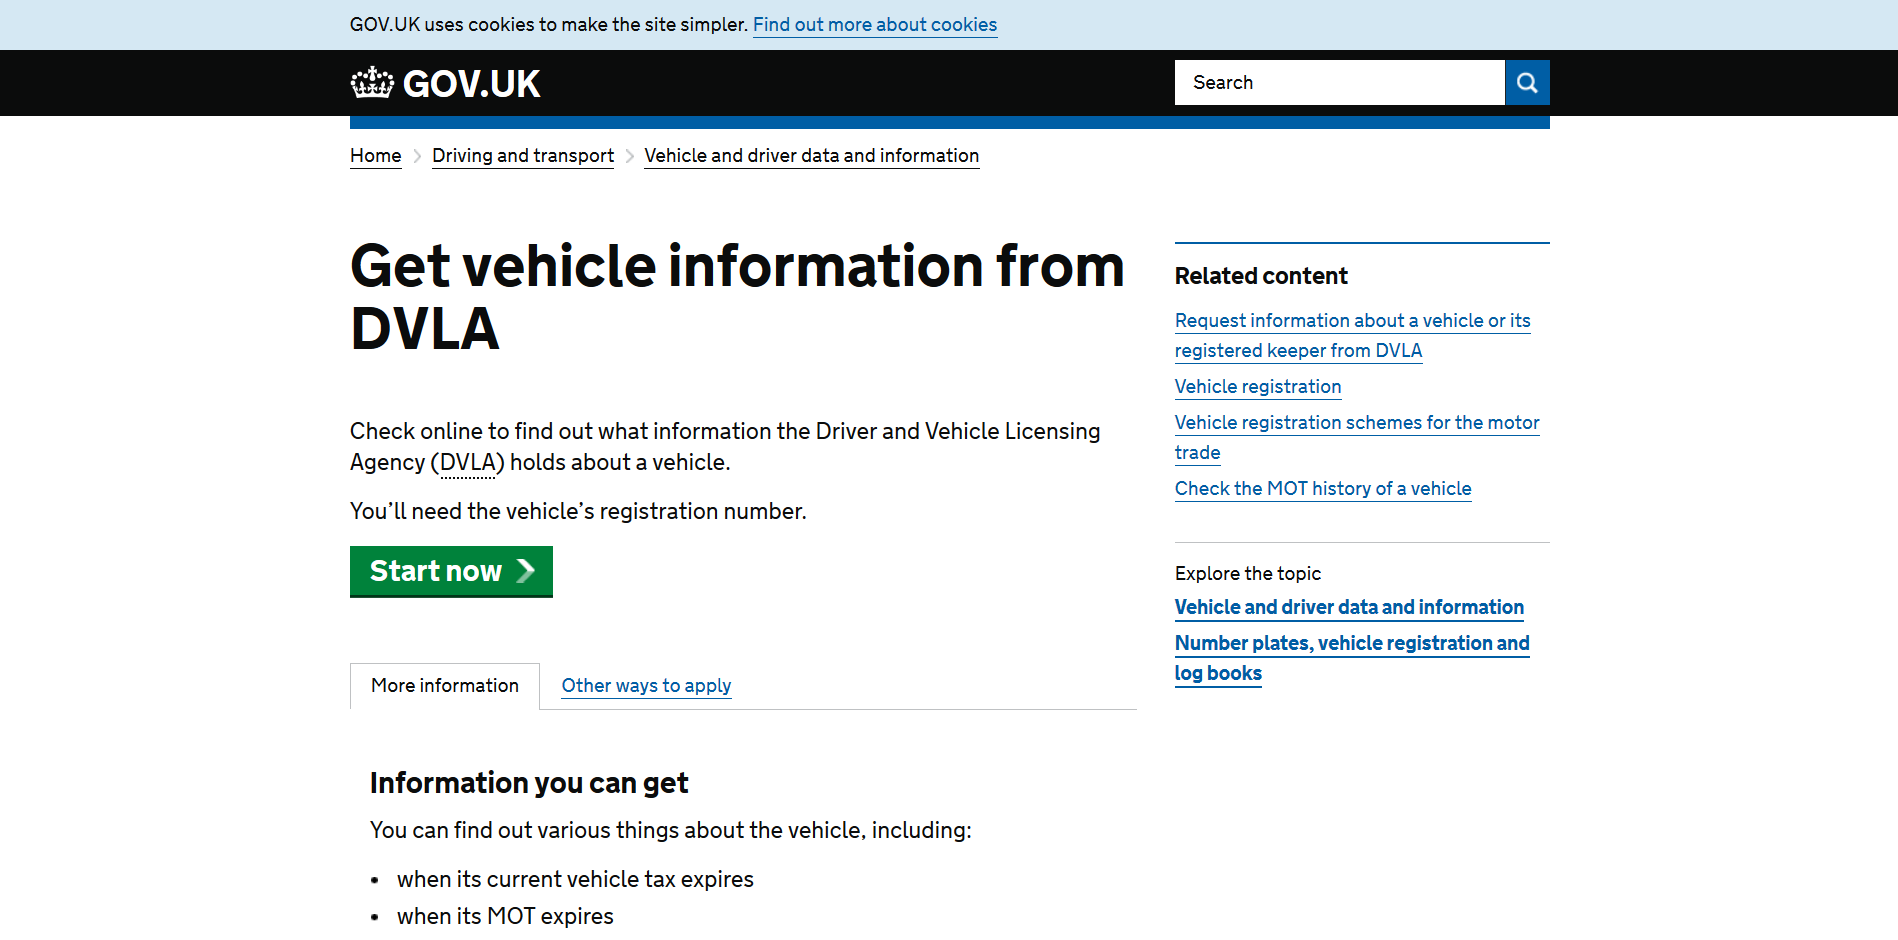 GOV.UK uses cookies to make the site simpler. Find out more about cookies
GOV.UK
Search
Home
Driving and transport
Vehicle and driver data and information
Get vehicle information from
DVLA
Check online to find out what information the Driver and Vehicle Licensing
Agency (DVLA) holds about a vehicle.
You’ll need the vehicle’s registration number.
Start now
More information
Other ways to apply
Information you can get
You can find out various things about the vehicle, including:
• when its current vehicle tax expires
• when its MOT expires
Related content
Request information about a vehicle or its
registered keeper from DVLA
Vehicle registration
Vehicle registration schemes for the motor
trade
Check the MOT history of a vehicle
Explore the topic
Vehicle and driver data and information
Number plates, vehicle registration and
log books